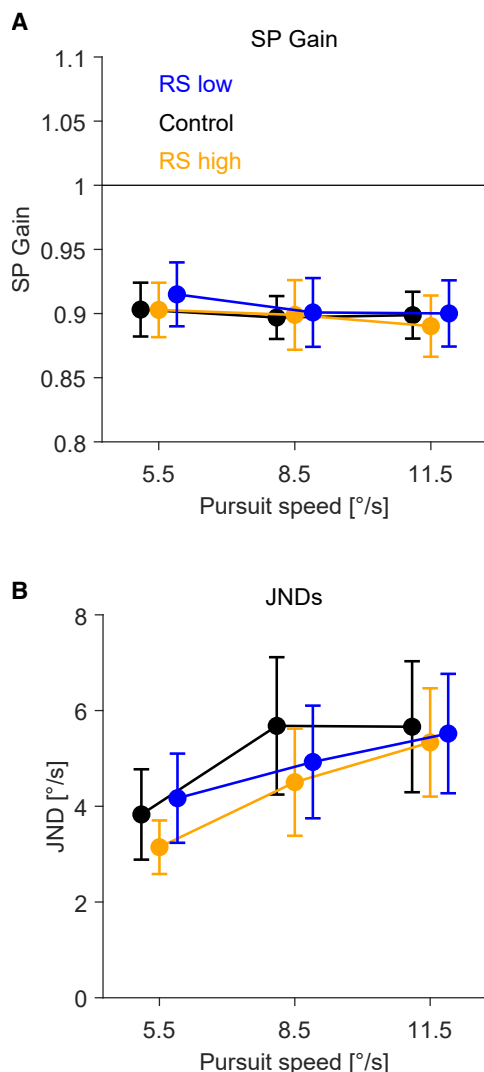 A
SP Gain
1.1
1.05
1
0.95
0.9
0.85
0.8
SP Gain
RS low
Control
RS high
5.5 8.5 11.5
Pursuit speed [°/s]
B
JNDs
8
6
4
2
0
JND [°/s]
5.5 8.5 11.5
Pursuit speed [°/s]